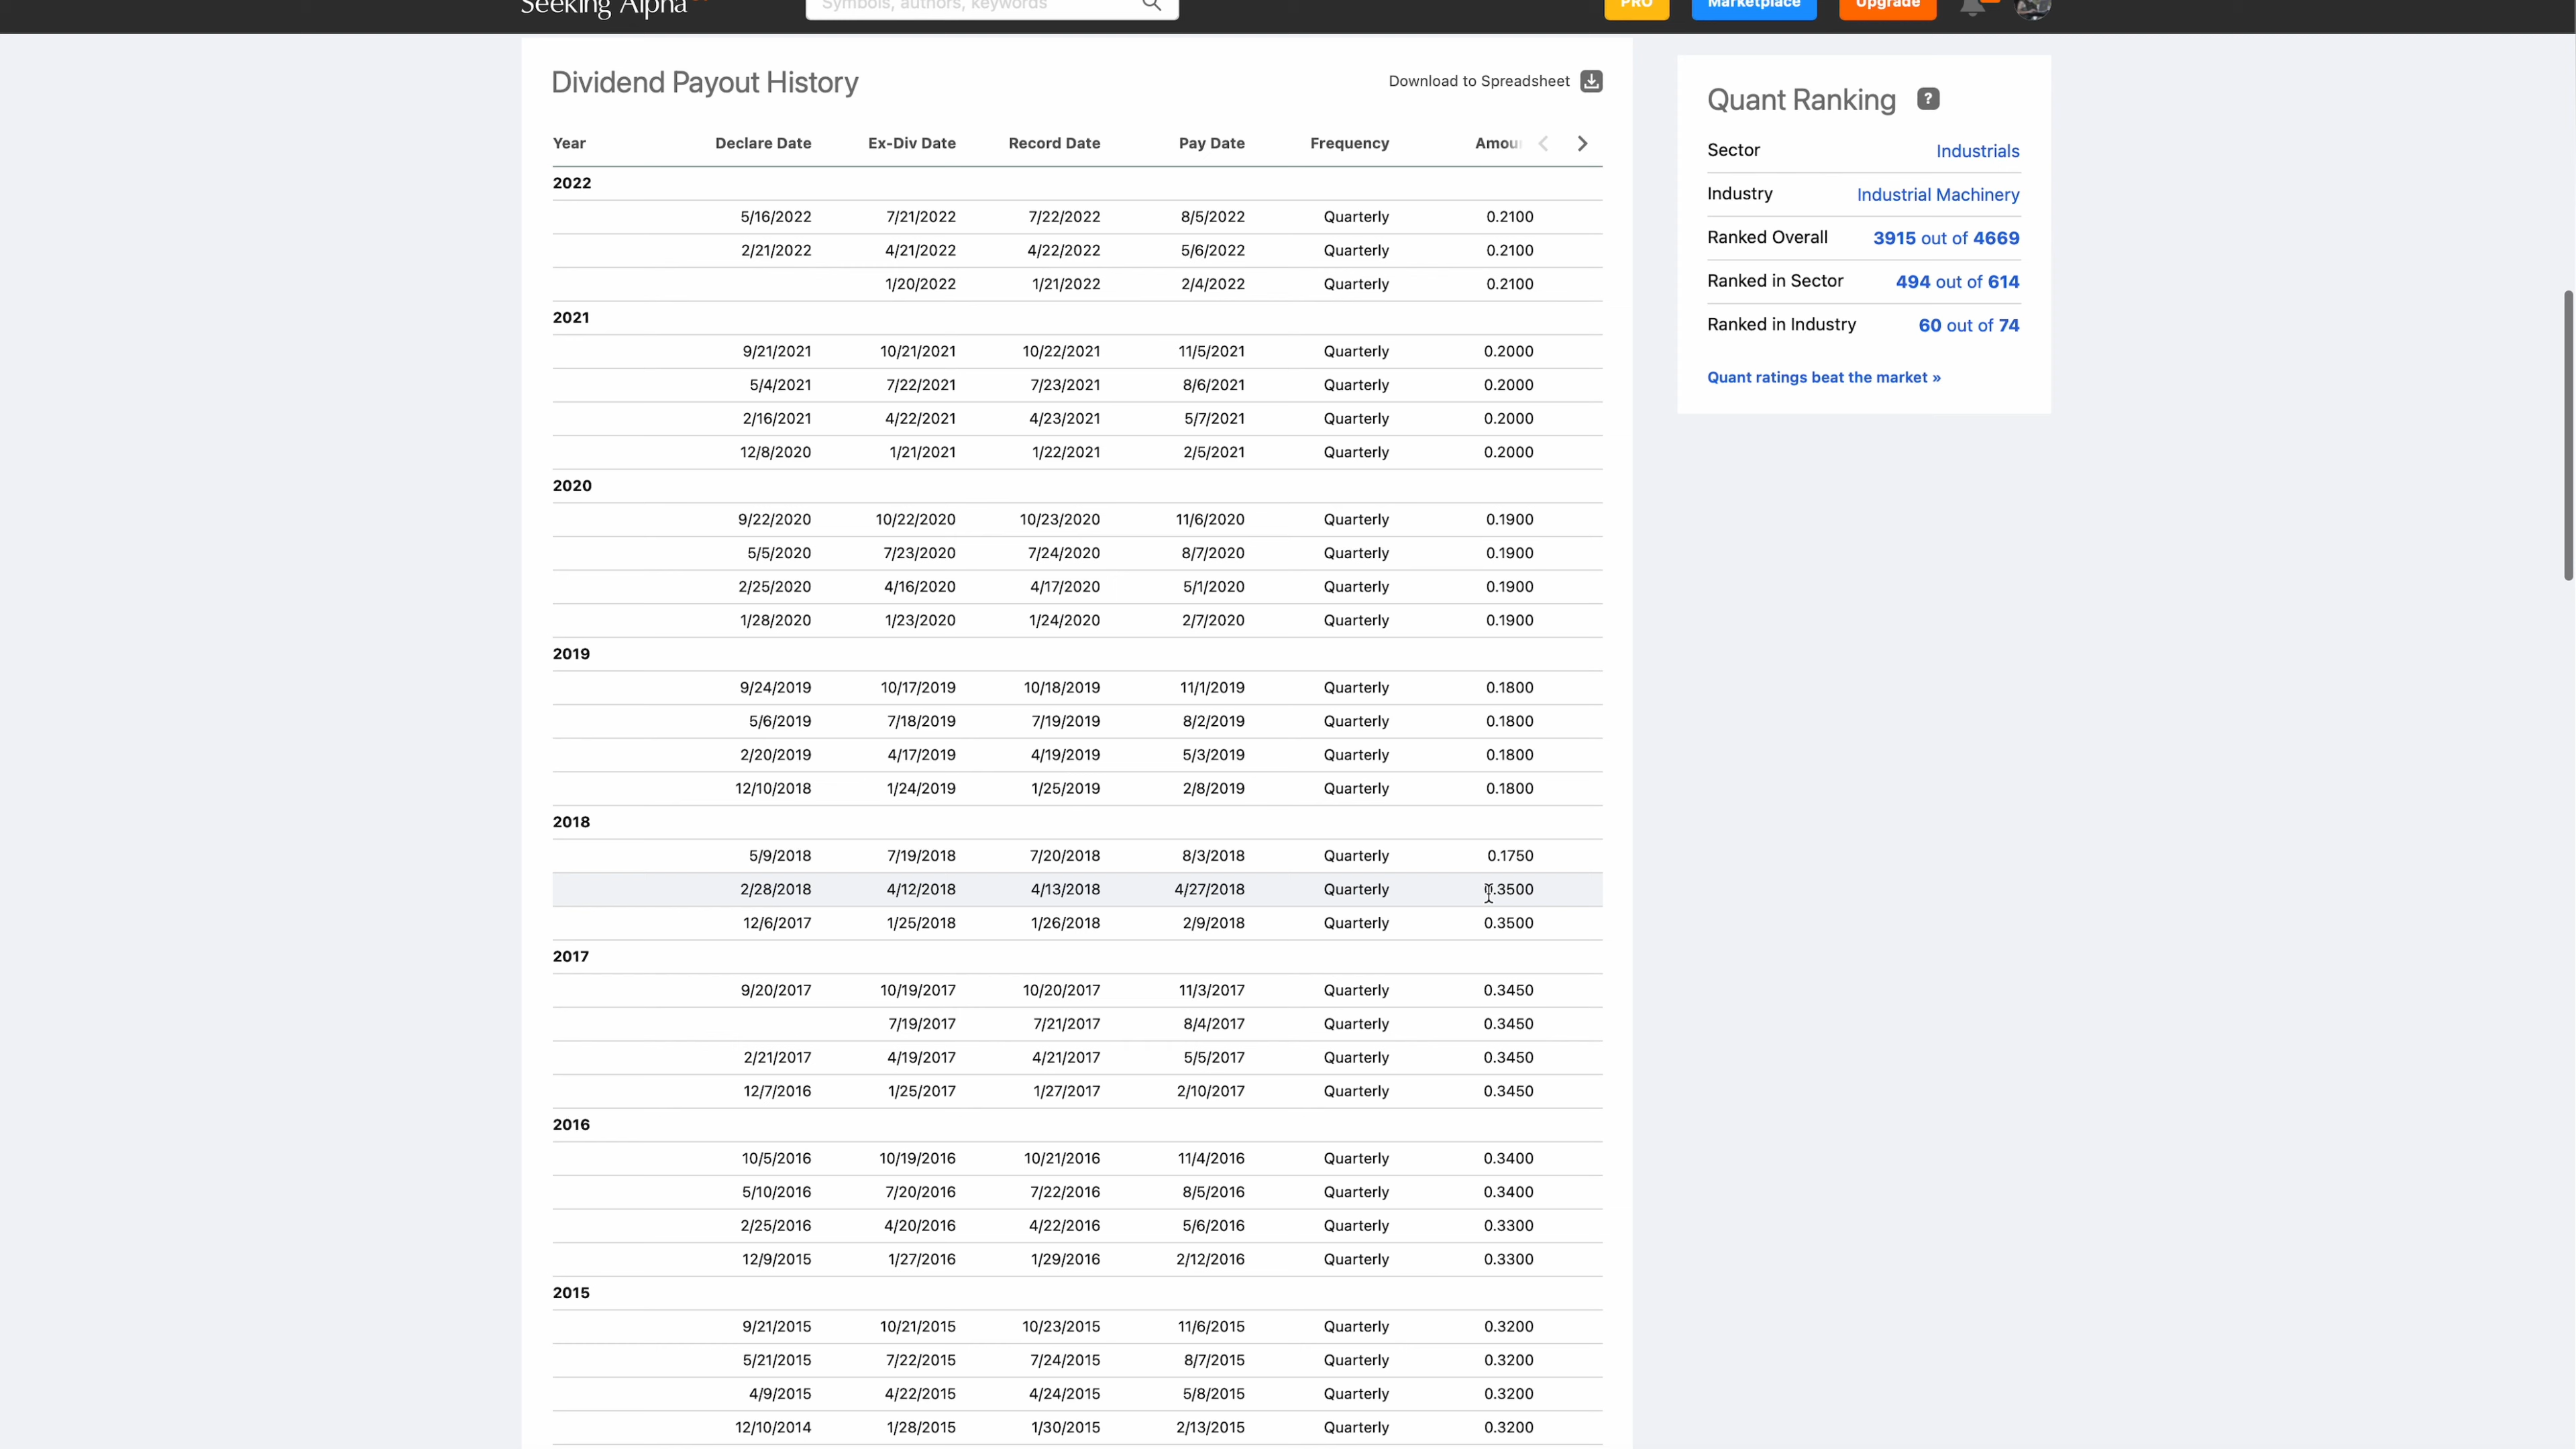 Seeking Alpha
Symbols, authors, keywords
PRO
Marketplace
Upgrade
Dividend Payout History
Download to Spreadsheet
Year Declare Date Ex-Div Date Record Date Pay Date Frequency Amou
2022
5/16/2022 7/21/2022 7/22/2022 8/5/2022 Quarterly 0.2100
2/21/2022 4/21/2022 4/22/2022 5/6/2022 Quarterly 0.2100
1/20/2022 1/21/2022 2/4/2022 Quarterly 0.2100
2021
9/21/2021 10/21/2021 10/22/2021 11/5/2021 Quarterly 0.2000
5/4/2021 7/22/2021 7/23/2021 8/6/2021 Quarterly 0.2000
2/16/2021 4/22/2021 4/23/2021 5/7/2021 Quarterly 0.2000
12/8/2020 1/21/2021 1/22/2021 2/5/2021 Quarterly 0.2000
2020
9/22/2020 10/22/2020 10/23/2020 11/6/2020 Quarterly 0.1900
5/5/2020 7/23/2020 7/24/2020 8/7/2020 Quarterly 0.1900
2/25/2020 4/16/2020 4/17/2020 5/1/2020 Quarterly 0.1900
1/28/2020 1/23/2020 1/24/2020 2/7/2020 Quarterly 0.1900
2019
9/24/2019 10/17/2019 10/18/2019 11/1/2019 Quarterly 0.1800
5/6/2019 7/18/2019 7/19/2019 8/2/2019 Quarterly 0.1800
2/20/2019 4/17/2019 4/19/2019 5/3/2019 Quarterly 0.1800
12/10/2018 1/24/2019 1/25/2019 2/8/2019 Quarterly 0.1800
2018
5/9/2018 7/19/2018 7/20/2018 8/3/2018 Quarterly 0.1750
2/28/2018 4/12/2018 4/13/2018 4/27/2018 Quarterly .3500
12/6/2017 1/25/2018 1/26/2018 2/9/2018 Quarterly 0.3500
2017
9/20/2017 10/19/2017 10/20/2017 11/3/2017 Quarterly 0.3450
7/19/2017 7/21/2017 8/4/2017 Quarterly 0.3450
2/21/2017 4/19/2017 4/21/2017 5/5/2017 Quarterly 0.3450
12/7/2016 1/25/2017 1/27/2017 2/10/2017 Quarterly 0.3450
2016
10/5/2016 10/19/2016 10/21/2016 11/4/2016 Quarterly 0.3400
5/10/2016 7/20/2016 7/22/2016 8/5/2016 Quarterly 0.3400
2/25/2016 4/20/2016 4/22/2016 5/6/2016 Quarterly 0.3300
12/9/2015 1/27/2016 1/29/2016 2/12/2016 Quarterly 0.3300
2015
9/21/2015 10/21/2015 10/23/2015 11/6/2015 Quarterly 0.3200
5/21/2015 7/22/2015 7/24/2015 8/7/2015 Quarterly 0.3200
4/9/2015 4/22/2015 4/24/2015 5/8/2015 Quarterly 0.3200
12/10/2014 1/28/2015 1/30/2015 2/13/2015 Quarterly 0.3200
Quant Ranking ?
Sector Industrials
Industry Industrial Machinery
Ranked Overall 3915 out of 4669
Ranked in Sector 494 out of 614
Ranked in Industry 60 out of 74
Quant ratings beat the market »